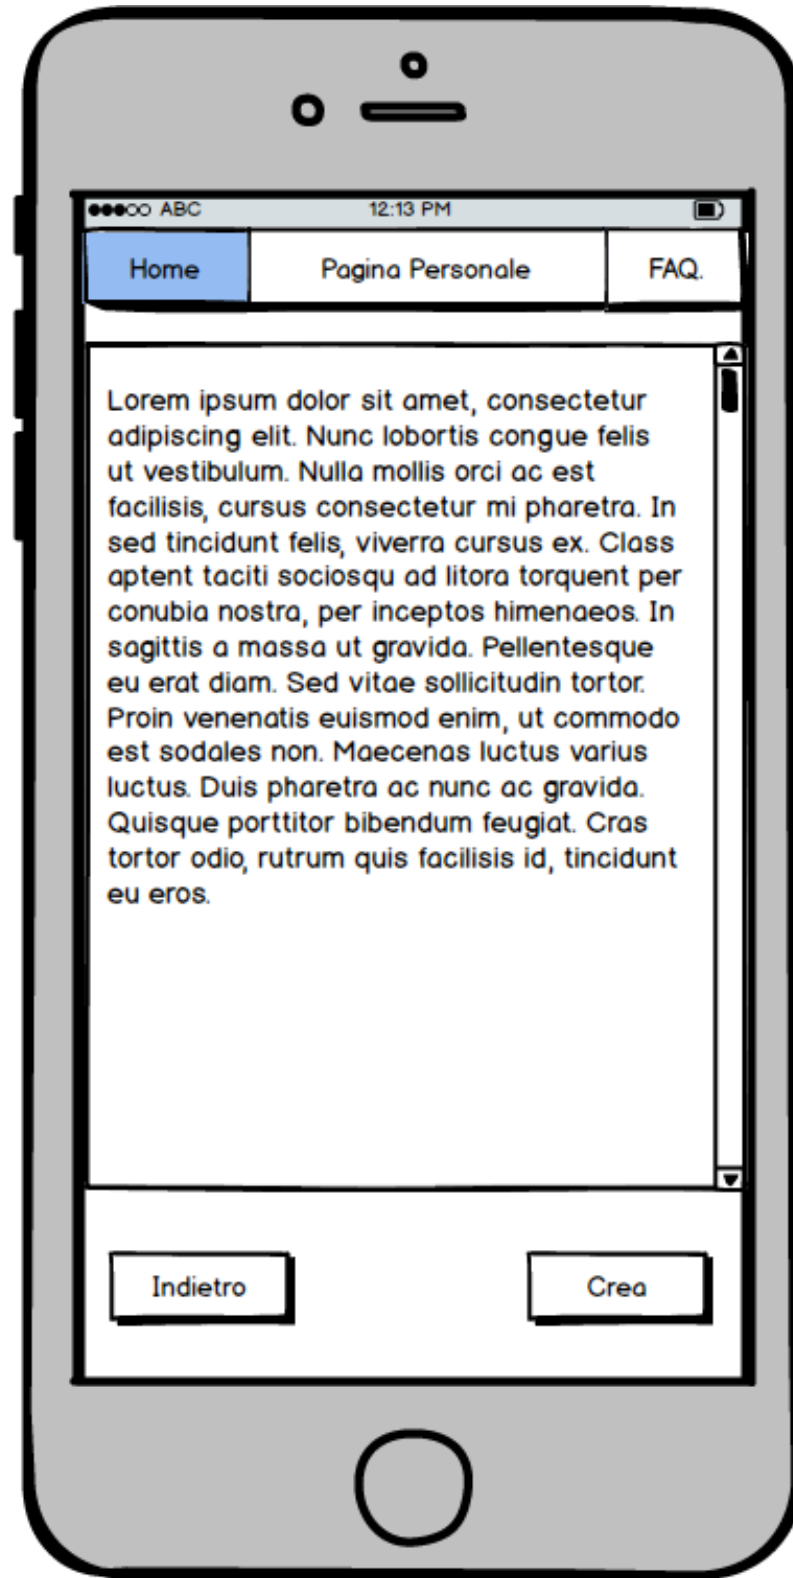 ABC 12:13 PM
Home Pagina Personale FAQ.
Lorem ipsum dolor sit amet, consectetur
adipiscing elit. Nunc lobortis congue felis
ut vestibulum. Nulla mollis orci ac est
facilisis, cursus consectetur mi pharetra. In
sed tincidunt felis, viverra cursus ex. Class
aptent taciti sociosqu ad litora torquent per
conubia nostra, per inceptos himenaeos. In
sagittis a massa ut gravida. Pellentesque
eu erat diam. Sed vitae sollicitudin tortor.
Proin venenatis euismod enim, ut commodo
est sodales non. Maecenas luctus varius
luctus. Duis pharetra ac nunc ac gravida.
Quisque porttitor bibendum feugiat. Cras
tortor odio, rutrum quis facilisis id, tincidunt
eu eros.
Indietro Crea